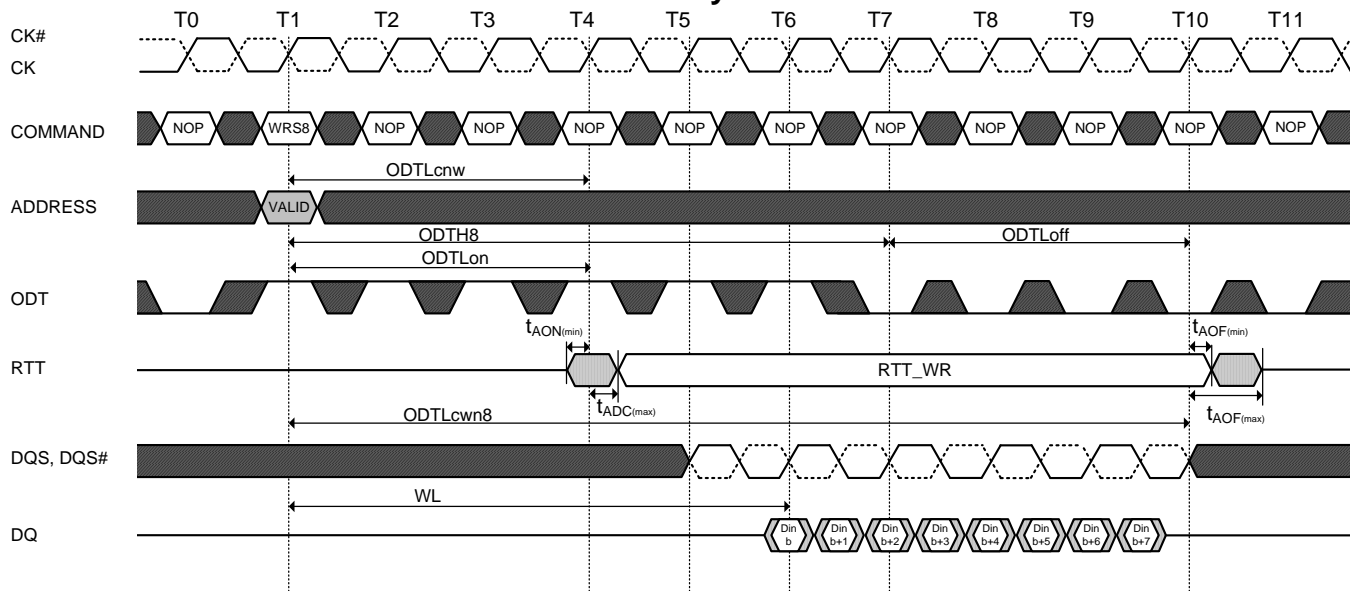 T0 T1 T2 T3 T4 T5 T6 T7 T8 T9 T10 T11
CK#
CK
COMMAND NOP WRS8 NOP NOP NOP NOP NOP NOP NOP NOP NOP NOP
ODTLcnw
ADDRESS VALID
ODTH8 ODTLoff
ODTLon
ODT
tAON(min) tAOF(min)
RTT RTT_WR
tADC(max) tAOF(max)
ODTLcwn8
DQS, DQS#
WL
DQ Din b Din b+1 Din b+2 Din b+3 Din b+4 Din b+5 Din b+6 Din b+7